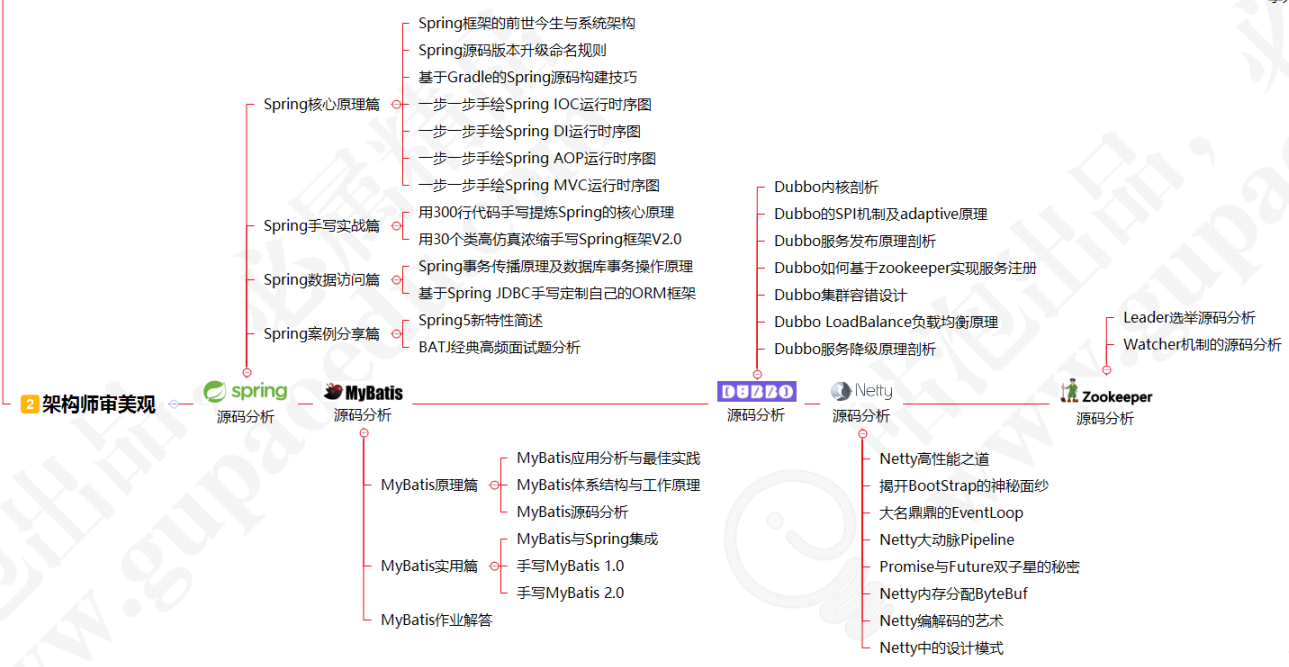 2 架构师审美观
spring
源码分析
Spring核心原理篇
Spring框架的前世今生与系统架构
Spring源码版本升级命名规则
基于Gradle的Spring源码构建技巧
一步一步手绘Spring IOC运行时序图
一步一步手绘Spring DI运行时序图
一步一步手绘Spring AOP运行时序图
一步一步手绘Spring MVC运行时序图
Spring手写实战篇
用300行代码手写提炼Spring的核心原理
用30个类高仿真浓缩手写Spring框架V2.0
Spring数据访问篇
Spring事务传播原理及数据库事务操作原理
基于Spring JDBC手写定制自己的ORM框架
Spring案例分享篇
Spring5新特性简述
BATJ经典高频面试题分析
MyBatis
源码分析
MyBatis原理篇
MyBatis应用分析与最佳实践
MyBatis体系结构与工作原理
MyBatis源码分析
MyBatis实用篇
MyBatis与Spring集成
手写MyBatis 1.0
手写MyBatis 2.0
MyBatis作业解答
DUBBO
源码分析
Dubbo内核剖析
Dubbo的SPI机制及adaptive原理
Dubbo服务发布原理剖析
Dubbo如何基于zookeeper实现服务注册
Dubbo集群容错设计
Dubbo LoadBalance负载均衡原理
Dubbo服务降级原理剖析
Netty
源码分析
Netty高性能之道
揭开BootStrap的神秘面纱
大名鼎鼎的EventLoop
Netty大动脉Pipeline
Promise与Future双子星的秘密
Netty内存分配ByteBuf
Netty编解码的艺术
Netty中的设计模式
Zookeeper
源码分析
Leader选举源码分析
Watcher机制的源码分析